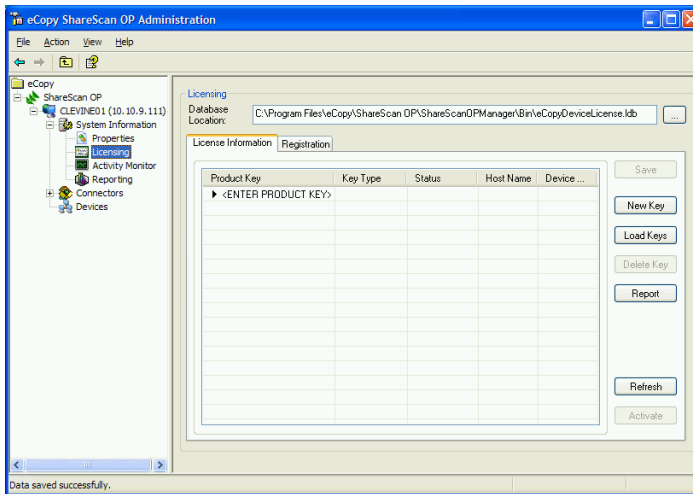 eCopy ShareScan OP Administration
File Action View Help
eCopy
ShareScan OP
CLEVINE01 (10.10.9.111)
System Information
Properties
Licensing
Activity Monitor
Reporting
Connectors
Devices
Licensing
Database Location:
C:\Program Files\eCopy\ShareScan OP\ShareScanOPManager\Bin\eCopyDeviceLicense.ldb
...
License Information Registration
Product Key Key Type Status Host Name Device ...
<ENTER PRODUCT KEY>
Save
New Key
Load Keys
Delete Key
Report
Refresh
Activate
Data saved successfully.